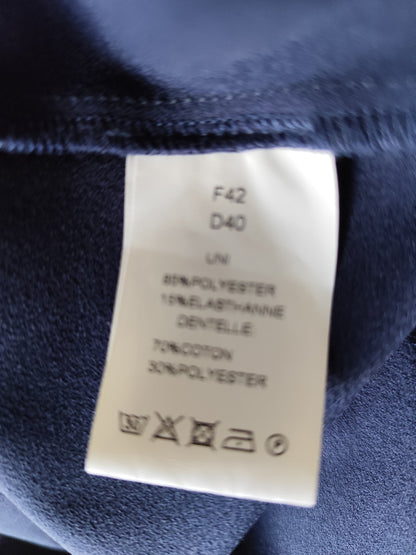 F42
D40
UNI
85%POLYESTER
15%ELASTHANNE
DENTELLE:
70%COTON
30%POLYESTER